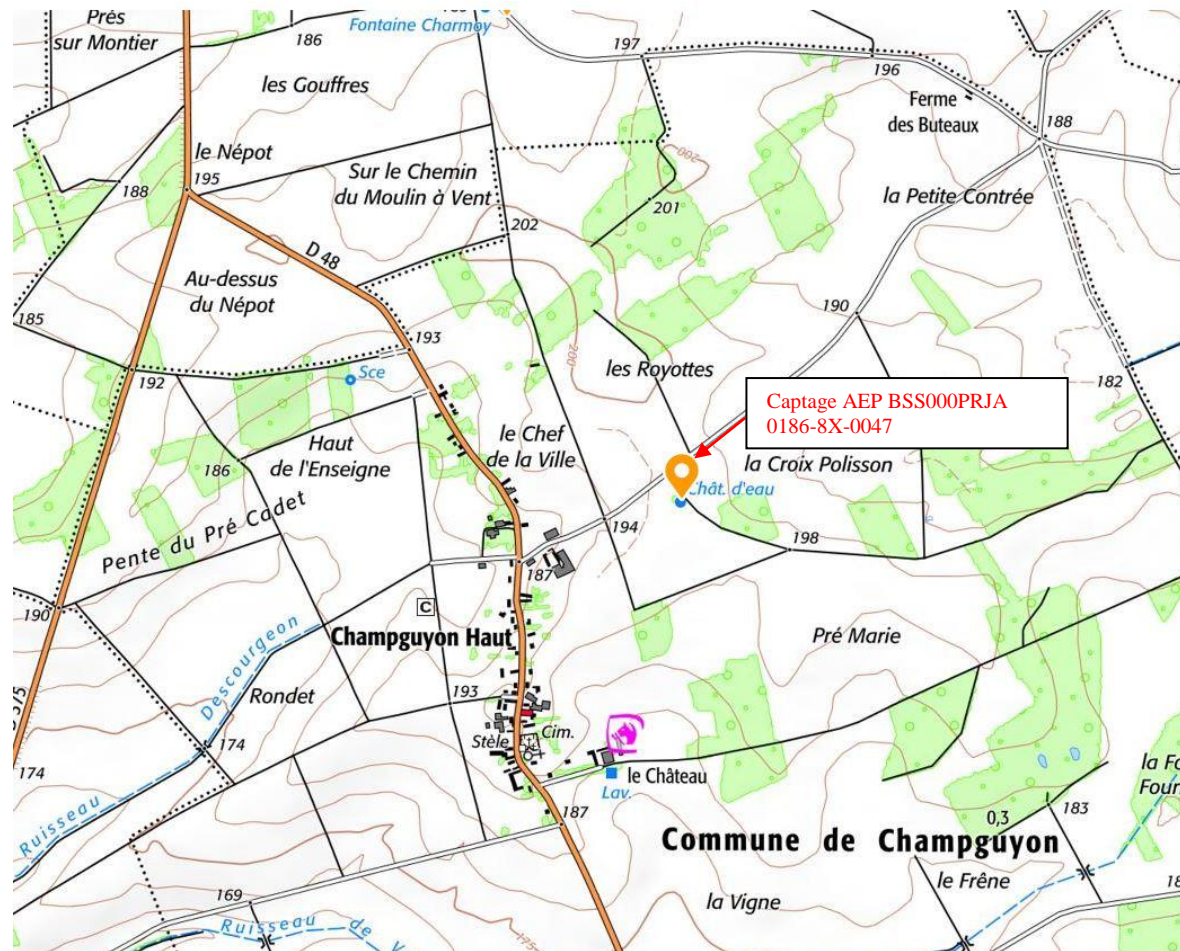 Prés
sur Montier
186
Fontaine Charmoy
197
196
les Gouffres
Ferme
des Buteaux
188
le Népot
195
188
Sur le Chemin
du Moulin à Vent
200
201
la Petite Contrée
202
D 48
Au-dessus
du Népot
185
193
190
200
les Royottes
192
Sce
182
Captage AEP BSS000PRJA
0186-8X-0047
le Chef
de la Ville
Haut
de l'Enseigne
186
la Croix Polisson
Chât. d'eau
Pente du Pré Cadet
194
198
187
190
C
Champguyon Haut
Pré Marie
Descourgeon
Rondet
193
174
Stèle
Cim.
174
le Château
Lav.
Ruisseau
187
0,3
183
Commune de Champguyon
le Frêne
169
la Vigne
Ruisseau de
175